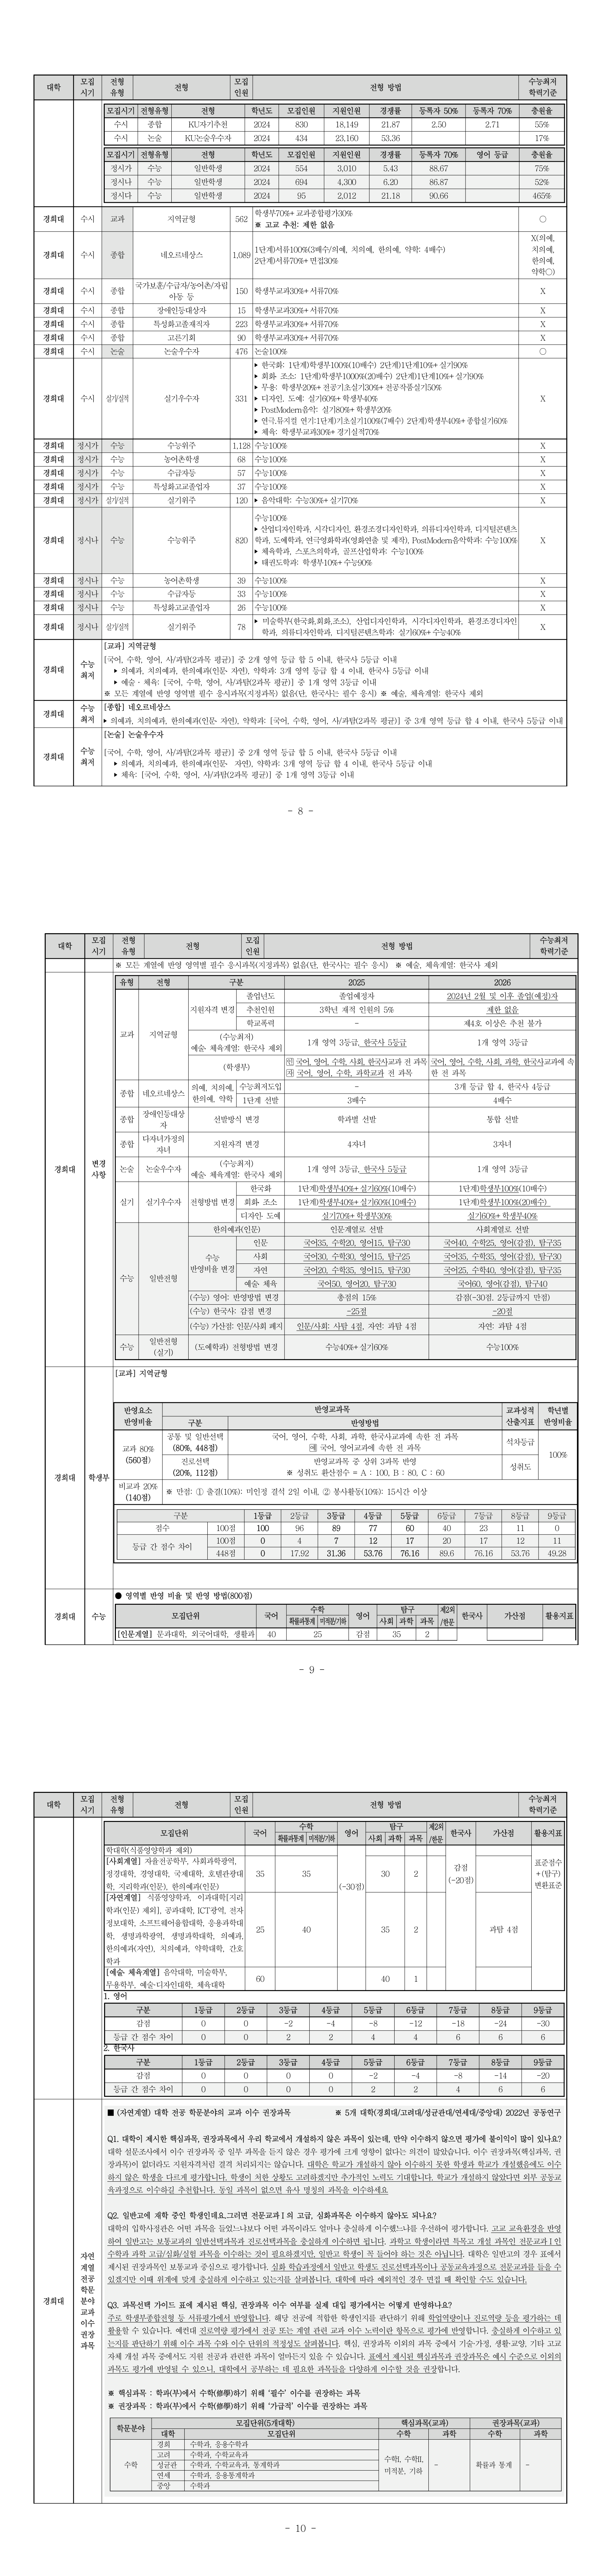 대학 모집시기 전형유형 전형 모집인원 전형 방법 수능최저학력기준
모집시기 전형유형 전형 학년도 모집인원 지원인원 경쟁률 등록자 50% 등록자 70% 충원율
수시 종합 KU자기추천 2024 830 18,149 21.87 2.50 2.71 55%
수시 논술 KU논술우수자 2024 434 23,160 53.36 17%
모집시기 전형유형 전형 학년도 모집인원 지원인원 경쟁률 등록자 70% 영어 등급 충원율
정시가 수능 일반학생 2024 554 3,010 5.43 88.67 75%
정시나 수능 일반학생 2024 694 4,300 6.20 86.87 52%
정시다 수능 일반학생 2024 95 2,012 21.18 90.66 465%
경희대 수시 교과 지역균형 562 학생부70%+교과종합평가30% ○
※ 고교 추천: 제한 없음
경희대 수시 종합 네오르네상스 1,089 1단계)서류100%(3배수/의예, 치의예, 한의예, 약학: 4배수)
2단계)서류70%+면접30%
X(의예, 치의예, 한의예, 약학○)
경희대 수시 종합 국가보훈/수급자/농어촌/자립아동 등 150 학생부교과30%+서류70% X
경희대 수시 종합 장애인등대상자 15 학생부교과30%+서류70% X
경희대 수시 종합 특성화고졸재직자 223 학생부교과30%+서류70% X
경희대 수시 종합 고른기회 90 학생부교과30%+서류70% X
경희대 수시 논술 논술우수자 476 논술100% ○
경희대 수시 실기/실적 실기우수자 331 X
▸ 한국화: 1단계)학생부100%(10배수) 2단계)1단계10%+실기90%
▸ 회화·조소: 1단계)학생부1000%(20배수) 2단계)1단계10%+실기90%
▸ 무용: 학생부20%+전공기초실기30%+전공작품실기50%
▸ 디자인, 도예: 실기60%+학생부40%
▸ PostModern음악: 실기80%+학생부20%
▸ 연극.뮤지컬 연기:1단계)기초실기100%(7배수) 2단계)학생부40%+종합실기60%
▸ 체육: 학생부교과30%+경기실적70%
경희대 정시가 수능 수능위주 1,128 수능100% X
경희대 정시가 수능 농어촌학생 68 수능100% X
경희대 정시가 수능 수급자등 57 수능100% X
경희대 정시가 수능 특성화고교졸업자 37 수능100% X
경희대 정시가 실기/실적 실기위주 120 ▸ 음악대학: 수능30%+실기70% X
경희대 정시나 수능 수능위주 820 X
수능100%
▸ 산업디자인학과, 시각디자인, 환경조경디자인학과, 의류디자인학과, 디지털콘텐츠학과, 도예학과, 연극영화학과(영화연출 및 제작), PostModern음악학과: 수능100%
▸ 체육학과, 스포츠의학과, 골프산업학과: 수능100%
▸ 태권도학과: 학생부10%+수능90%
경희대 정시나 수능 농어촌학생 39 수능100% X
경희대 정시나 수능 수급자등 33 수능100% X
경희대 정시나 수능 특성화고교졸업자 26 수능100% X
경희대 정시나 실기/실적 실기위주 78 X
▸ 미술학부(한국화,회화,조소), 산업디자인학과, 시각디자인학과, 환경조경디자인학과, 의류디자인학과, 디지털콘텐츠학과: 실기60%+수능40%
경희대 수능최저
[교과] 지역균형
[국어, 수학, 영어, 사/과탐(2과목 평균)] 중 2개 영역 등급 합 5 이내, 한국사 5등급 이내
▸ 의예과, 치의예과, 한의예과(인문·자연), 약학과: 3개 영역 등급 합 4 이내, 한국사 5등급 이내
▸ 예술·체육: [국어, 수학, 영어, 사/과탐(2과목 평균)] 중 1개 영역 3등급 이내
※ 모든 계열에 반영 영역별 필수 응시과목(지정과목) 없음(단, 한국사는 필수 응시) ※ 예술, 체육계열: 한국사 제외
경희대 수능최저
[종합] 네오르네상스
▸ 의예과, 치의예과, 한의예과(인문·자연), 약학과: [국어, 수학, 영어, 사/과탐(2과목 평균)] 중 3개 영역 등급 합 4 이내, 한국사 5등급 이내
경희대 수능최저
[논술] 논술우수자
[국어, 수학, 영어, 사/과탐(2과목 평균)] 중 2개 영역 등급 합 5 이내, 한국사 5등급 이내
▸ 의예과, 치의예과, 한의예과(인문· 자연), 약학과: 3개 영역 등급 합 4 이내, 한국사 5등급 이내
▸ 체육: [국어, 수학, 영어, 사/과탐(2과목 평균)] 중 1개 영역 3등급 이내
- 8 -
대학 모집시기 전형유형 전형 모집인원 전형 방법 수능최저학력기준
※ 모든 계열에 반영 영역별 필수 응시과목(지정과목) 없음(단, 한국사는 필수 응시) ※ 예술, 체육계열: 한국사 제외
경희대 변경사항
유형 전형 구분 2025 2026
교과 지역균형 지원자격 변경 졸업년도 졸업예정자 2024년 2월 및 이후 졸업(예정)자
추천인원 3학년 재적 인원의 5% 제한 없음
학교폭력 - 제4호 이상은 추천 불가
(수능최저) 예술·체육계열: 한국사 제외 1개 영역 3등급, 한국사 5등급 1개 영역 3등급
(학생부) 인 국어, 영어, 수학, 사회, 한국사교과 전 과목 자 국어, 영어, 수학, 과학교과 전 과목 국어, 영어, 수학, 사회, 과학, 한국사교과에 속한 전 과목
종합 네오르네상스 의예, 치의예, 한의예, 약학 수능최저도입 - 3개 등급 합 4, 한국사 4등급
1단계 선발 3배수 4배수
종합 장애인등대상자 선발방식 변경 학과별 선발 통합 선발
종합 다자녀가정의 자녀 지원자격 변경 4자녀 3자녀
논술 논술우수자 (수능최저) 예술·체육계열: 한국사 제외 1개 영역 3등급, 한국사 5등급 1개 영역 3등급
실기 실기우수자 전형방법 변경 한국화 1단계)학생부40%+실기60%(10배수) 1단계)학생부100%(10배수)
회화·조소 1단계)학생부40%+실기60%(10배수) 1단계)학생부100%(20배수)
디자인·도예 실기70%+학생부30% 실기60%+학생부40%
수능 일반전형 한의예과(인문) 인문계열로 선발 사회계열로 선발
수능 반영비율 변경 인문 국어35, 수학20, 영어15, 탐구30 국어40, 수학25, 영어(감점), 탐구35
사회 국어30, 수학30, 영어15, 탐구25 국어35, 수학35, 영어(감점), 탐구30
자연 국어20, 수학35, 영어15, 탐구30 국어25, 수학40, 영어(감점), 탐구35
예술·체육 국어50, 영어20, 탐구30 국어60, 영어(감점), 탐구40
(수능) 영어: 반영방법 변경 총점의 15% 감점(-30점, 2등급까지 만점)
(수능) 한국사: 감점 변경 -25점 -20점
(수능) 가산점: 인문/사회 폐지 인문/사회: 사탐 4점, 자연: 과탐 4점 자연: 과탐 4점
수능 일반전형(실기) (도예학과) 전형방법 변경 수능40%+실기60% 수능100%
경희대 학생부
[교과] 지역균형
반영요소 반영비율 반영교과목 교과성적 산출지표 학년별 반영비율
구분 반영방법
교과 80% (560점) 공통 및 일반선택 (80%, 448점) 국어, 영어, 수학, 사회, 과학, 한국사교과에 속한 전 과목 석차등급 100%
예 국어, 영어교과에 속한 전 과목
진로선택 (20%, 112점) 반영교과목 중 상위 3과목 반영 성취도
※ 성취도 환산점수 = A : 100, B : 80, C : 60
비교과 20% (140점) ※ 만점: ① 출결(10%): 미인정 결석 2일 이내, ② 봉사활동(10%): 15시간 이상
구분 1등급 2등급 3등급 4등급 5등급 6등급 7등급 8등급 9등급
점수 100점 100 96 89 77 60 40 23 11 0
등급 간 점수 차이 100점 0 4 7 12 17 20 17 12 11
448점 0 17.92 31.36 53.76 76.16 89.6 76.16 53.76 49.28
경희대 수능
● 영역별 반영 비율 및 반영 방법(800점)
모집단위 국어 수학 영어 탐구 제2외/한문 한국사 가산점 활용지표
확률과통계 미적분/기하 사회 과학 과목
[인문계열] 문과대학, 외국어대학, 생활과 40 25 감점 35 2
- 9 -
대학 모집시기 전형유형 전형 모집인원 전형 방법 수능최저학력기준
모집단위 국어 수학 영어 탐구 제2외/한문 한국사 가산점 활용지표
확률과통계 미적분/기하 사회 과학 과목
학대학(식품영양학과 제외)
[사회계열] 자율전공학부, 사회과학광역, 정경대학, 경영대학, 국제대학, 호텔관광대학, 지리학과(인문), 한의예과(인문) 35 35 (-30점) 30 2 감점(-20점) 표준점수+(탐구)변환표준
[자연계열] 식품영양학과, 이과대학[지리학과(인문) 제외], 공과대학, ICT광역, 전자정보대학, 소프트웨어융합대학, 응용과학대학, 생명과학광역, 생명과학대학, 의예과, 한의예과(자연), 치의예과, 약학대학, 간호학과 25 40 35 2 과탐 4점
[예술·체육계열] 음악대학, 미술학부, 무용학부, 예술·디자인대학, 체육대학 60 40 1
1. 영어
구분 1등급 2등급 3등급 4등급 5등급 6등급 7등급 8등급 9등급
감점 0 0 -2 -4 -8 -12 -18 -24 -30
등급 간 점수 차이 0 0 2 2 4 4 6 6 6
2. 한국사
구분 1등급 2등급 3등급 4등급 5등급 6등급 7등급 8등급 9등급
감점 0 0 0 0 -2 -4 -8 -14 -20
등급 간 점수 차이 0 0 0 0 2 2 4 6 6
경희대 자연계열 전공 학문분야 교과 이수 권장과목
■ (자연계열) 대학 전공 학문분야의 교과 이수 권장과목 ※ 5개 대학(경희대/고려대/성균관대/연세대/중앙대) 2022년 공동연구
Q1. 대학이 제시한 핵심과목, 권장과목에서 우리 학교에서 개설하지 않은 과목이 있는데, 만약 이수하지 않으면 평가에 불이익이 많이 있나요?
대학 설문조사에서 이수 권장과목 중 일부 과목을 듣지 않은 경우 평가에 크게 영향이 없다는 의견이 많았습니다. 이수 권장과목(핵심과목, 권장과목)이 없더라도 지원자격처럼 결격 처리되지는 않습니다. 대학은 학교가 개설하지 않아 이수하지 못한 학생과 학교가 개설했음에도 이수하지 않은 학생을 다르게 평가합니다. 학생이 처한 상황도 고려하겠지만 추가적인 노력도 기대합니다. 학교가 개설하지 않았다면 외부 공동교육과정으로 이수하길 추천합니다. 동일 과목이 없으면 유사 명칭의 과목을 이수하세요
Q2. 일반고에 재학 중인 학생인데요,그러면 전문교과Ⅰ의 고급, 심화과목은 이수하지 않아도 되나요?
대학의 입학사정관은 어떤 과목을 들었느냐보다 어떤 과목이라도 얼마나 충실하게 이수했느냐를 우선하여 평가합니다. 고교 교육환경을 반영하여 일반고는 보통교과의 일반선택과목과 진로선택과목을 충실하게 이수하면 됩니다. 과학고 학생이라면 특목고 개설 과목인 전문교과Ⅰ인 수학과 과학 고급/심화/실험 과목을 이수하는 것이 필요하겠지만, 일반고 학생이 꼭 들어야 하는 것은 아닙니다. 대학은 일반고의 경우 표에서 제시된 권장과목인 보통교과 중심으로 평가합니다. 심화 학습과정에서 일반고 학생도 진로선택과목이나 공동교육과정으로 전문교과를 들을 수 있겠지만 이때 위계에 맞게 충실하게 이수하고 있는지를 살펴봅니다. 대학에 따라 예외적인 경우 면접 때 확인할 수도 있습니다.
Q3. 과목선택 가이드 표에 제시된 핵심, 권장과목 이수 여부를 실제 대입 평가에서는 어떻게 반영하나요?
주로 학생부종합전형 등 서류평가에서 반영합니다. 해당 전공에 적합한 학생인지를 판단하기 위해 학업역량이나 진로역량 등을 평가하는 데 활용할 수 있습니다. 예컨대 진로역량 평가에서 전공 또는 계열 관련 교과 이수 노력이란 항목으로 평가에 반영합니다. 충실하게 이수하고 있는지를 판단하기 위해 이수 과목 수와 이수 단위의 적정성도 살펴봅니다. 핵심, 권장과목 이외의 과목 중에서 기술·가정, 생활·교양, 기타 고교 자체 개설 과목 중에서도 지원 전공과 관련한 과목이 얼마든지 있을 수 있습니다. 표에서 제시된 핵심과목과 권장과목은 예시 수준으로 이외의 과목도 평가에 반영될 수 있으니, 대학에서 공부하는 데 필요한 과목들을 다양하게 이수할 것을 권장합니다.
※ 핵심과목 : 학과(부)에서 수학(修學)하기 위해 ‘필수’ 이수를 권장하는 과목
※ 권장과목 : 학과(부)에서 수학(修學)하기 위해 ‘가급적’ 이수를 권장하는 과목
학문분야 모집단위(5개대학) 핵심과목(교과) 권장과목(교과)
대학 모집단위 수학 과학 수학 과학
수학 경희 수학과, 응용수학과 수학Ⅰ, 수학Ⅱ, 미적분, 기하 - 확률과 통계 -
고려 수학과, 수학교육과
성균관 수학과, 수학교육과, 통계학과
연세 수학과, 응용통계학과
중앙 수학과
- 10 -